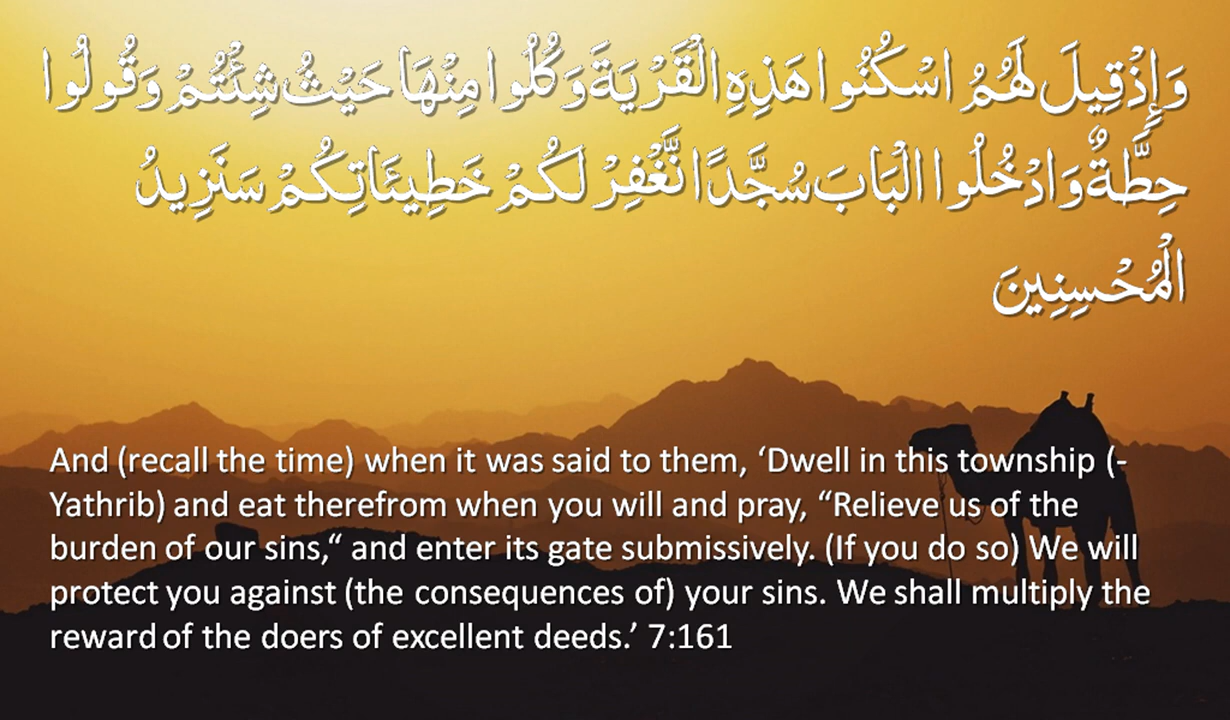 وَإِذْ قِيلَ لَهُمُ اسْكُنُوا هَذِهِ الْقَرْيَةَ وَكُلُوا مِنْهَا حَيْثُ شِئْتُمْ وَقُولُوا
حِطَّةٌ وَادْخُلُوا الْبَابَ سُجَّدًا نَّغْفِرْ لَكُمْ خَطِيئَاتِكُمْ سَنَزِيدُ
الْمُحْسِنِينَ
And (recall the time) when it was said to them, ‘Dwell in this township (-
Yathrib) and eat therefrom when you will and pray, “Relieve us of the
burden of our sins,“ and enter its gate submissively. (If you do so) We will
protect you against (the consequences of) your sins. We shall multiply the
reward of the doers of excellent deeds.’ 7:161